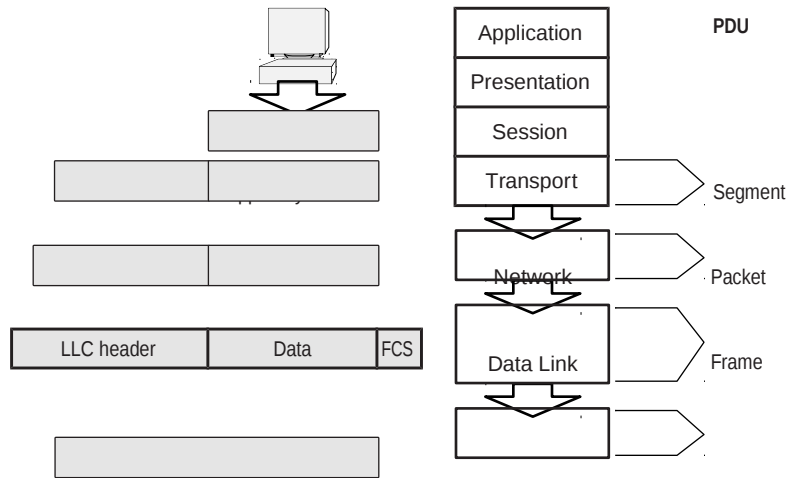 Application
PDU
Presentation
Session
Transport
Segment
Network
Packet
LLC header Data FCS
Data Link
Frame